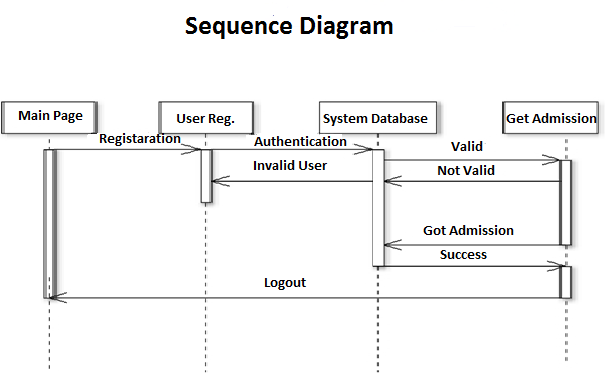 Sequence Diagram
Main Page
User Reg.
System Database
Get Admission
Registaration
Authentication
Valid
Invalid User
Not Valid
Got Admission
Success
Logout